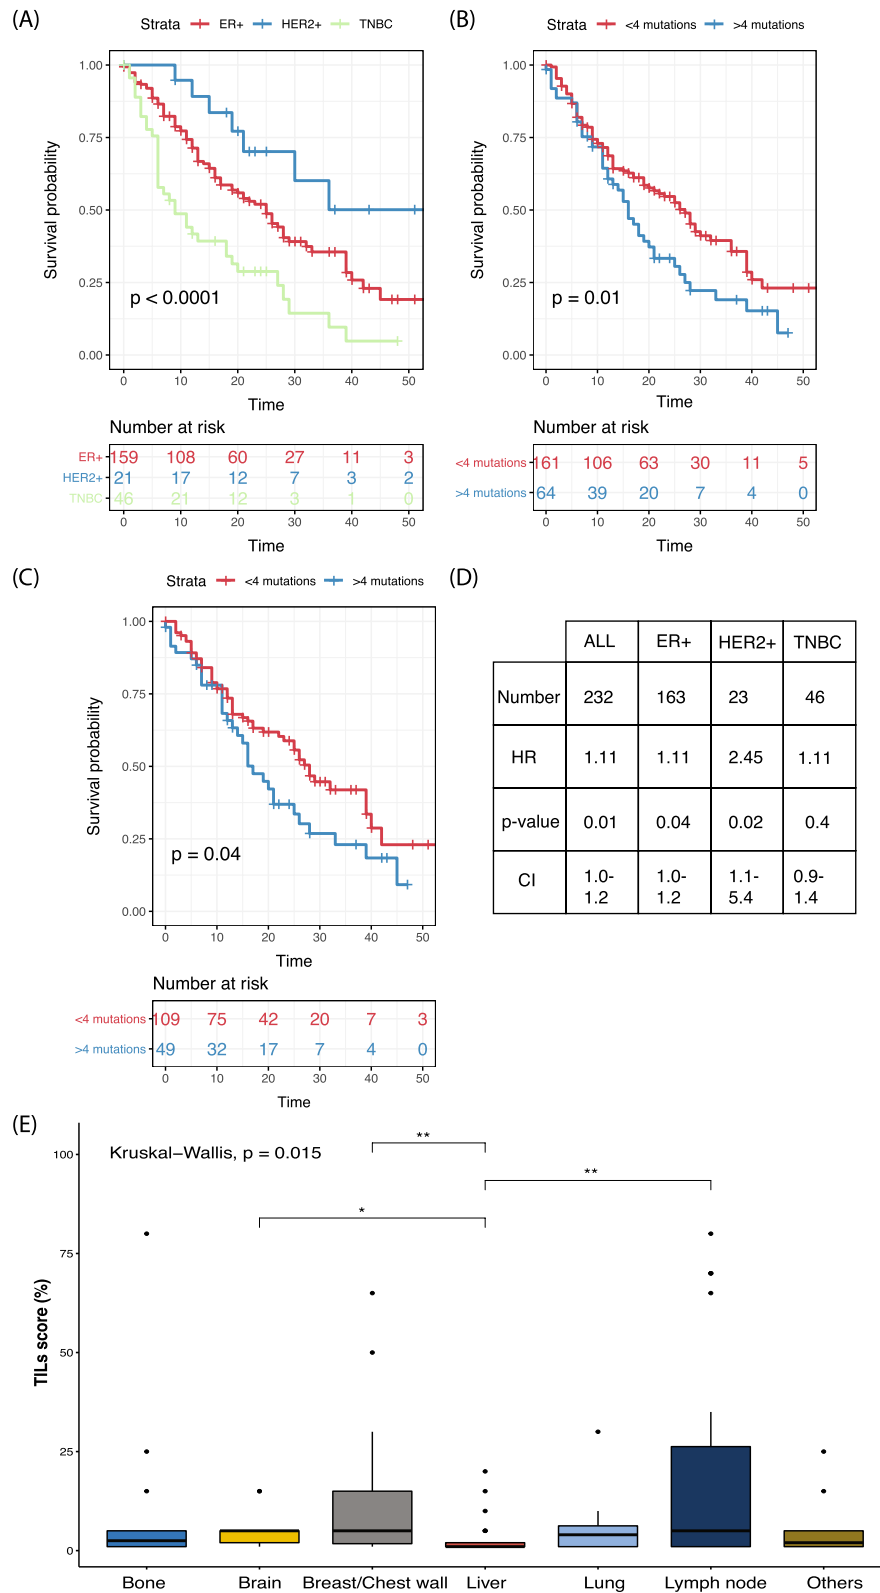 (A)
Strata ER+ HER2+ TNBC
1.00
0.75
0.50
0.25
0.00
Survival probability
p < 0.0001
0 10 20 30 40 50
Time
Number at risk
ER+ 159 108 60 27 11 3
HER2+ 21 17 12 7 3 2
TNBC 46 21 12 3 1 0
0 10 20 30 40 50
Time
(B)
Strata <4 mutations >4 mutations
1.00
0.75
0.50
0.25
0.00
Survival probability
p = 0.01
0 10 20 30 40 50
Time
Number at risk
<4 mutations 161 106 63 30 11 5
>4 mutations 64 39 20 7 4 0
0 10 20 30 40 50
Time
(C)
Strata <4 mutations >4 mutations
1.00
0.75
0.50
0.25
0.00
Survival probability
p = 0.04
0 10 20 30 40 50
Time
Number at risk
<4 mutations 109 75 42 20 7 3
>4 mutations 49 32 17 7 4 0
0 10 20 30 40 50
Time
(D)
ALL ER+ HER2+ TNBC
Number 232 163 23 46
HR 1.11 1.11 2.45 1.11
p-value 0.01 0.04 0.02 0.4
CI 1.0-1.2 1.0-1.2 1.1-5.4 0.9-1.4
(E)
Kruskal–Wallis, p = 0.015
**
**
*
100
75
50
25
0
TILs score (%)
Bone Brain Breast/Chest wall Liver Lung Lymph node Others